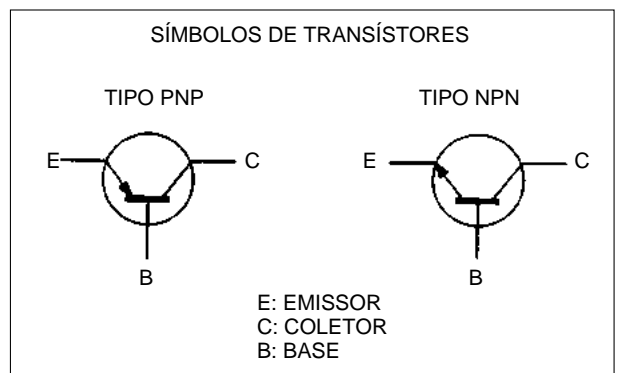 SÍMBOLOS DE TRANSÍSTORES
TIPO PNP
TIPO NPN
E
C
B
E
C
B
E: EMISSOR
C: COLETOR
B: BASE